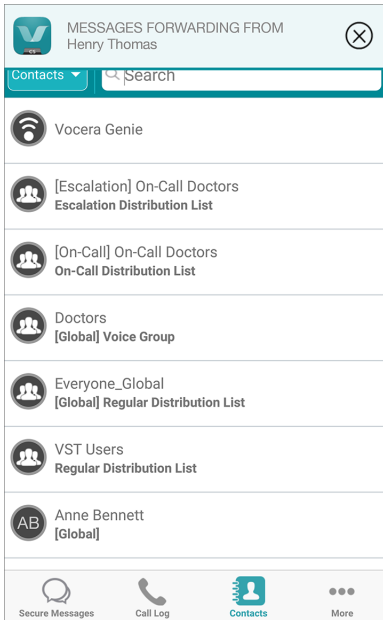 MESSAGES FORWARDING FROM
Henry Thomas
CS
Contacts
Search
Vocera Genie
[Escalation] On-Call Doctors
Escalation Distribution List
[On-Call] On-Call Doctors
On-Call Distribution List
Doctors
[Global] Voice Group
Everyone_Global
[Global] Regular Distribution List
VST Users
Regular Distribution List
AB
Anne Bennett
[Global]
Secure Messages
Call Log
Contacts
More